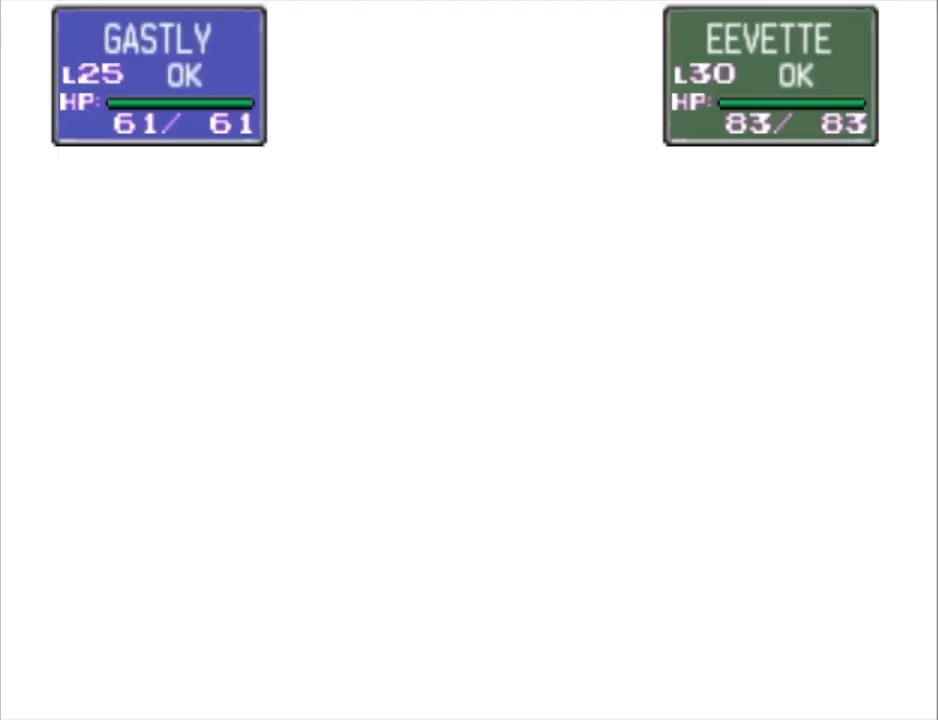 GASTLY
L25 OK
HP:
61/ 61
EEVETTE
L30 OK
HP:
83/ 83